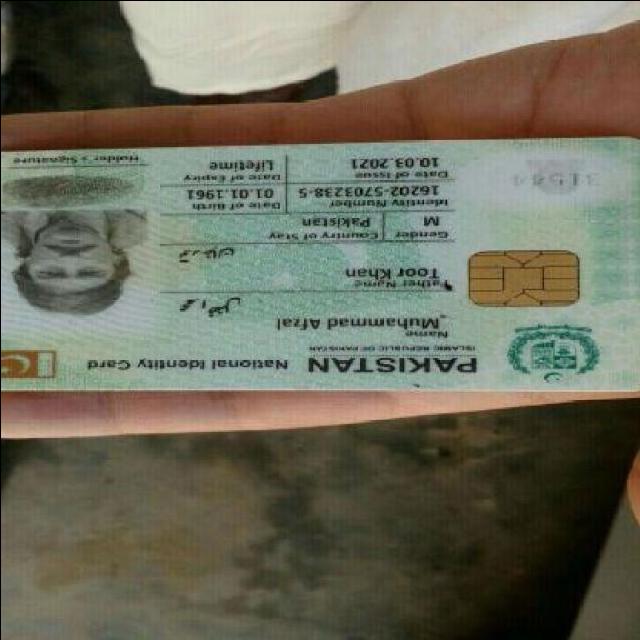 PAKISTAN National Identity Card
ISLAMIC REPUBLIC OF PAKISTAN
Name
Muhammad Afzal
محمد افضل
Father Name
Toor Khan
Gender Country of Stay
M Pakistan
Identity Number Date of Birth
16202-5703238-5 01.01.1961
Date of Issue Date of Expiry
10.03.2021 Lifetime
Holder's Signature